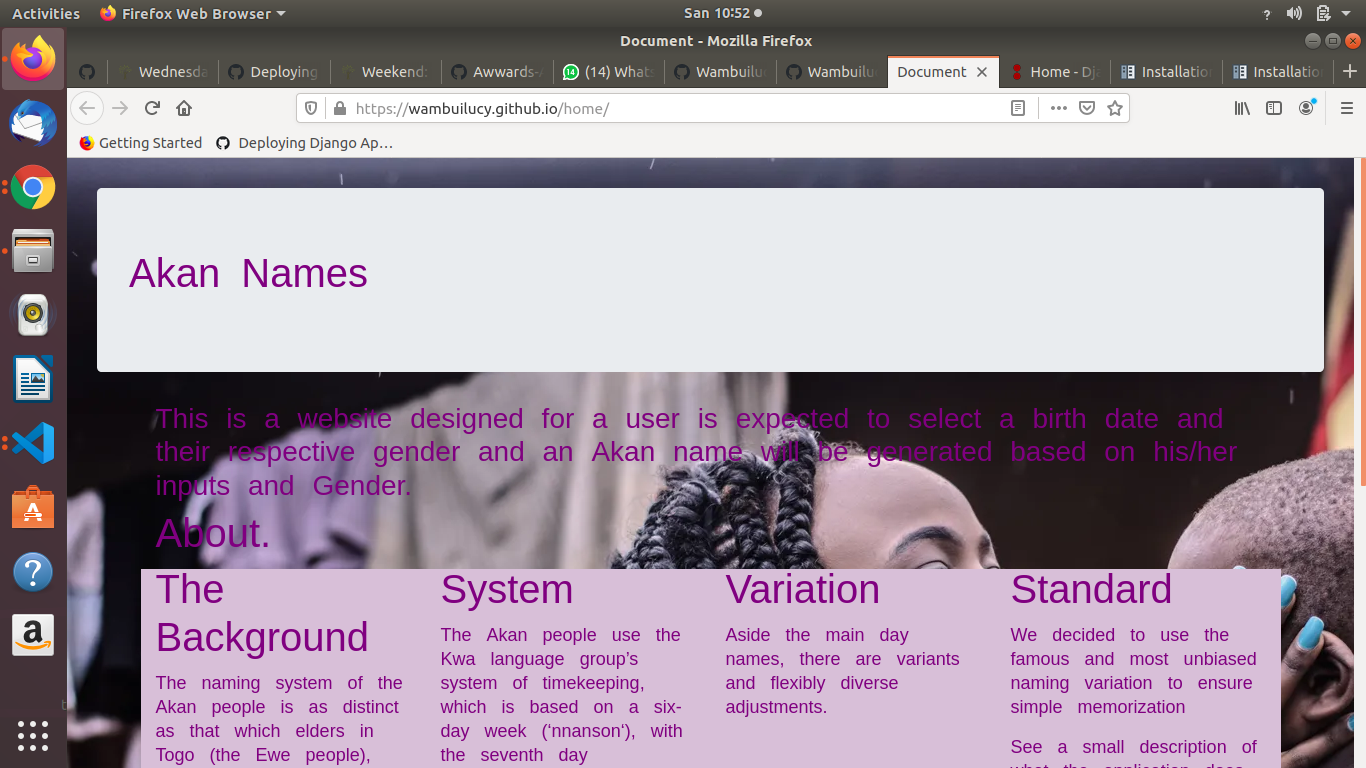 Activities
Firefox Web Browser
San 10:52
?
Document - Mozilla Firefox
Wednesda
Deploying
Weekend:
Awwards-
14
(14) Whats
Wambuilu
Wambuilu
Document
Home - Dj
Installation
Installation
https://wambuilucy.github.io/home/
Getting Started
Deploying Django Ap…
Akan Names
This is a website designed for a user is expected to select a birth date and
their respective gender and an Akan name will be generated based on his/her
inputs and Gender.
About.
The
Background
The naming system of the
Akan people is as distinct
as that which elders in
Togo (the Ewe people),
System
The Akan people use the
Kwa language group’s
system of timekeeping,
which is based on a six-
day week (‘nnanson‘), with
the seventh day
Variation
Aside the main day
names, there are variants
and flexibly diverse
adjustments.
Standard
We decided to use the
famous and most unbiased
naming variation to ensure
simple memorization
See a small description of
what the application does